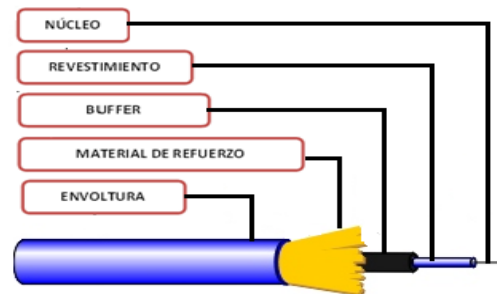 NÚCLEO
REVESTIMIENTO
BUFFER
MATERIAL DE REFUERZO
ENVOLTURA